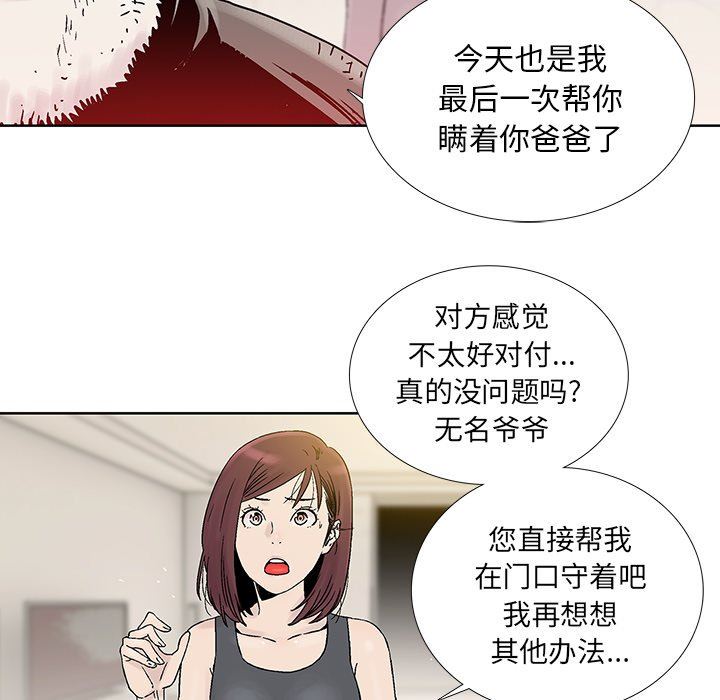 今天也是我
最后一次帮你
瞒着你爸爸了
对方感觉
不太好对付...
真的没问题吗?
无名爷爷
您直接帮我
在门口守着吧
我再想想
其他办法...